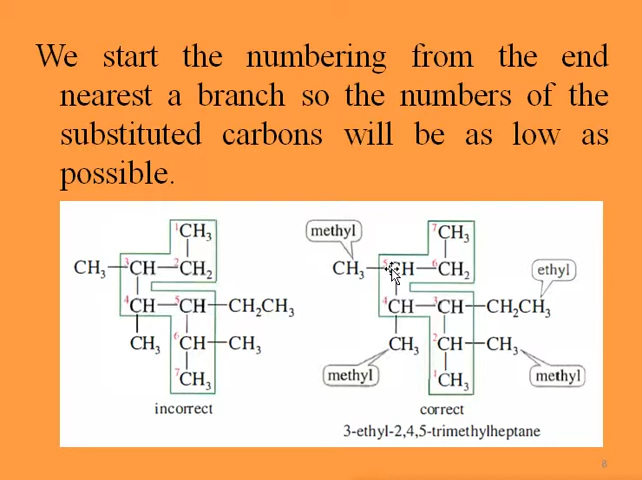 We start the numbering from the end
nearest a branch so the numbers of the
substituted carbons will be as low as
possible.
1CH3
CH3—3CH—2CH2
4CH—5CH—CH2CH3
CH3 6CH—CH3
7CH3
incorrect
methyl 7CH3
CH3—5CH—6CH2 ethyl
4CH—3CH—CH2CH3
CH3 2CH—CH3
methyl 1CH3 methyl
correct
3-ethyl-2,4,5-trimethylheptane
8